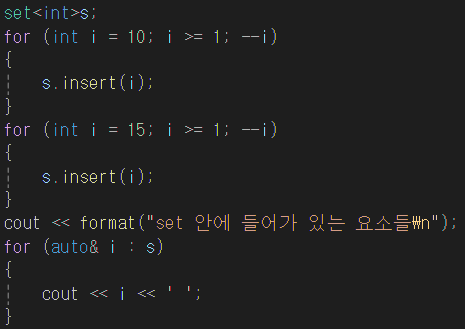 set<int>s;
for (int i = 10; i >= 1; --i)
{
    s.insert(i);
}
for (int i = 15; i >= 1; --i)
{
    s.insert(i);
}
cout << format("set 안에 들어가 있는 요소들₩n");
for (auto& i : s)
{
    cout << i << ' ';
}